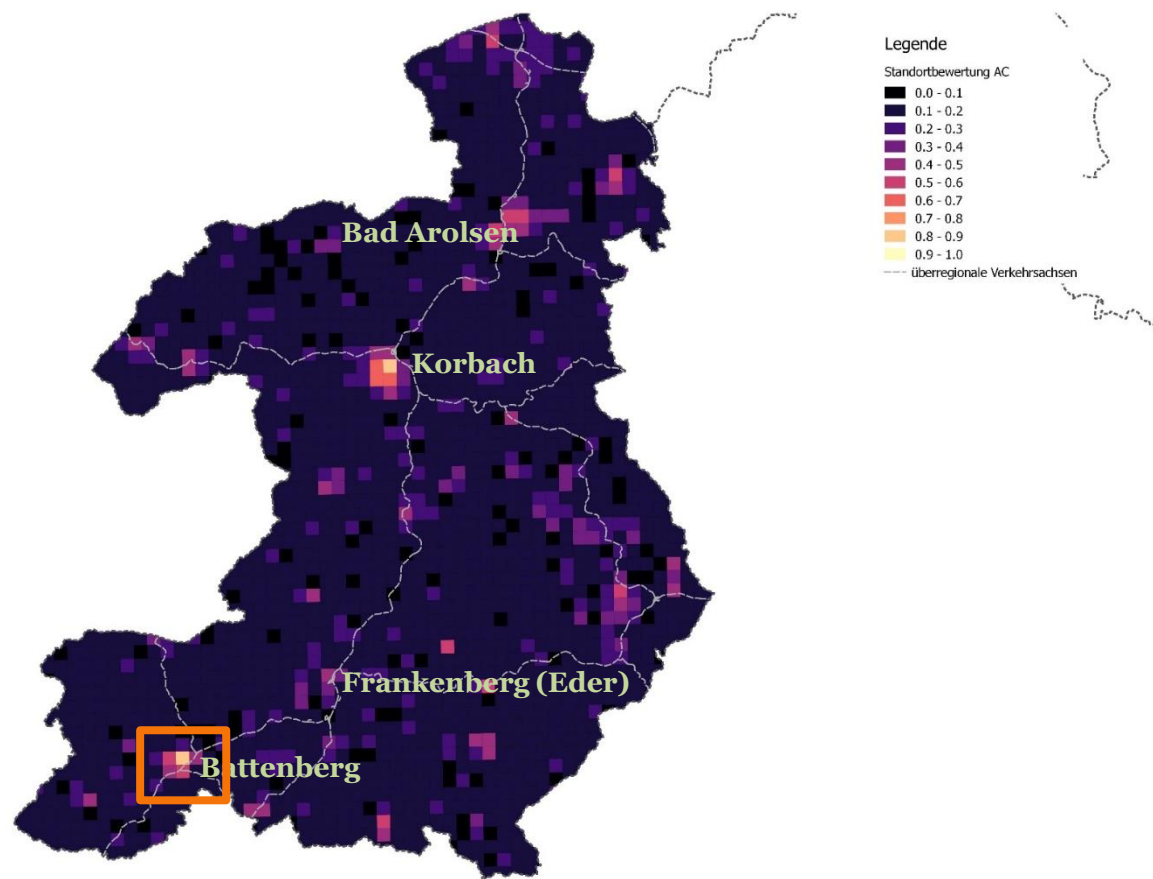 Legende
Standortbewertung AC
0.0 - 0.1
0.1 - 0.2
0.2 - 0.3
0.3 - 0.4
0.4 - 0.5
0.5 - 0.6
0.6 - 0.7
0.7 - 0.8
0.8 - 0.9
0.9 - 1.0
überregionale Verkehrsachsen
Bad Arolsen
Korbach
Frankenberg (Eder)
Battenberg